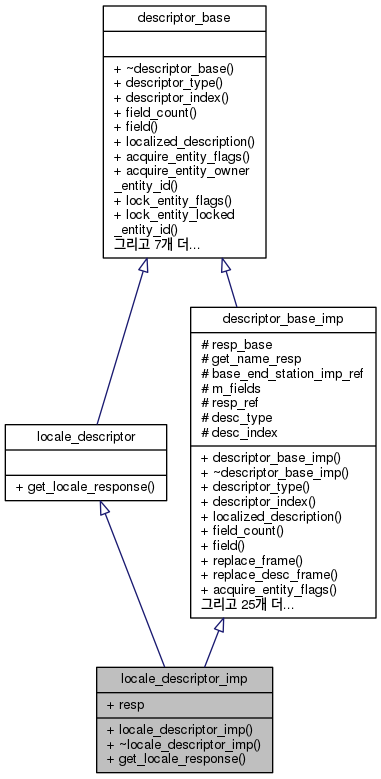 descriptor_base
+ ~descriptor_base()
+ descriptor_type()
+ descriptor_index()
+ field_count()
+ field()
+ localized_description()
+ acquire_entity_flags()
+ acquire_entity_owner
_entity_id()
+ lock_entity_flags()
+ lock_entity_locked
_entity_id()
그리고 7개 더...
descriptor_base_imp
# resp_base
# get_name_resp
# base_end_station_imp_ref
# m_fields
# resp_ref
# desc_type
# desc_index
+ descriptor_base_imp()
+ ~descriptor_base_imp()
+ descriptor_type()
+ descriptor_index()
+ localized_description()
+ field_count()
+ field()
+ replace_frame()
+ replace_desc_frame()
+ acquire_entity_flags()
그리고 25개 더...
locale_descriptor
+ get_locale_response()
locale_descriptor_imp
+ resp
+ locale_descriptor_imp()
+ ~locale_descriptor_imp()
+ get_locale_response()